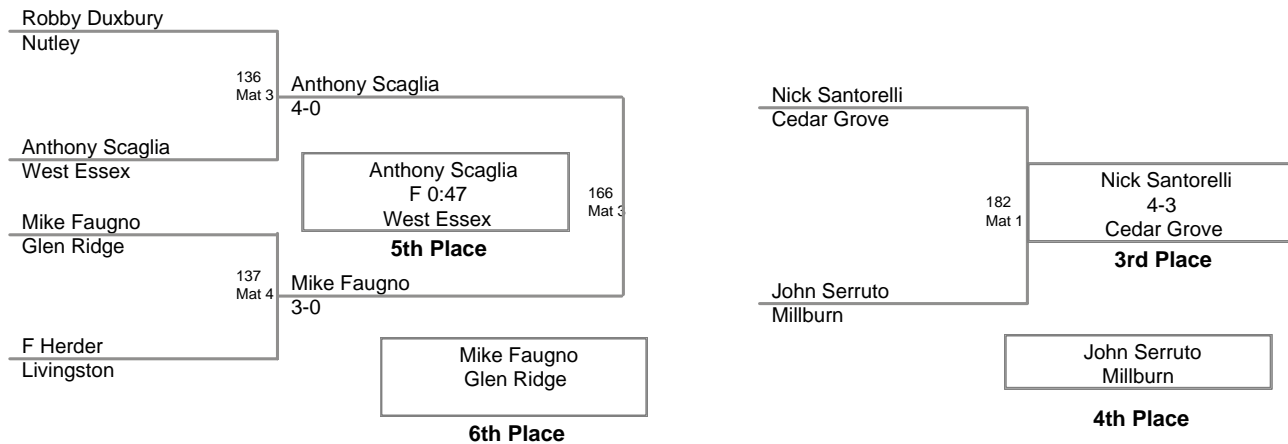 Robby Duxbury
Nutley
136
Mat 3
Anthony Scaglia
4-0
Anthony Scaglia
West Essex
Anthony Scaglia
F 0:47
West Essex
5th Place
166
Mat 3
Mike Faugno
Glen Ridge
137
Mat 4
Mike Faugno
3-0
F Herder
Livingston
Mike Faugno
Glen Ridge
6th Place
Nick Santorelli
Cedar Grove
182
Mat 1
Nick Santorelli
4-3
Cedar Grove
3rd Place
John Serruto
Millburn
John Serruto
Millburn
4th Place